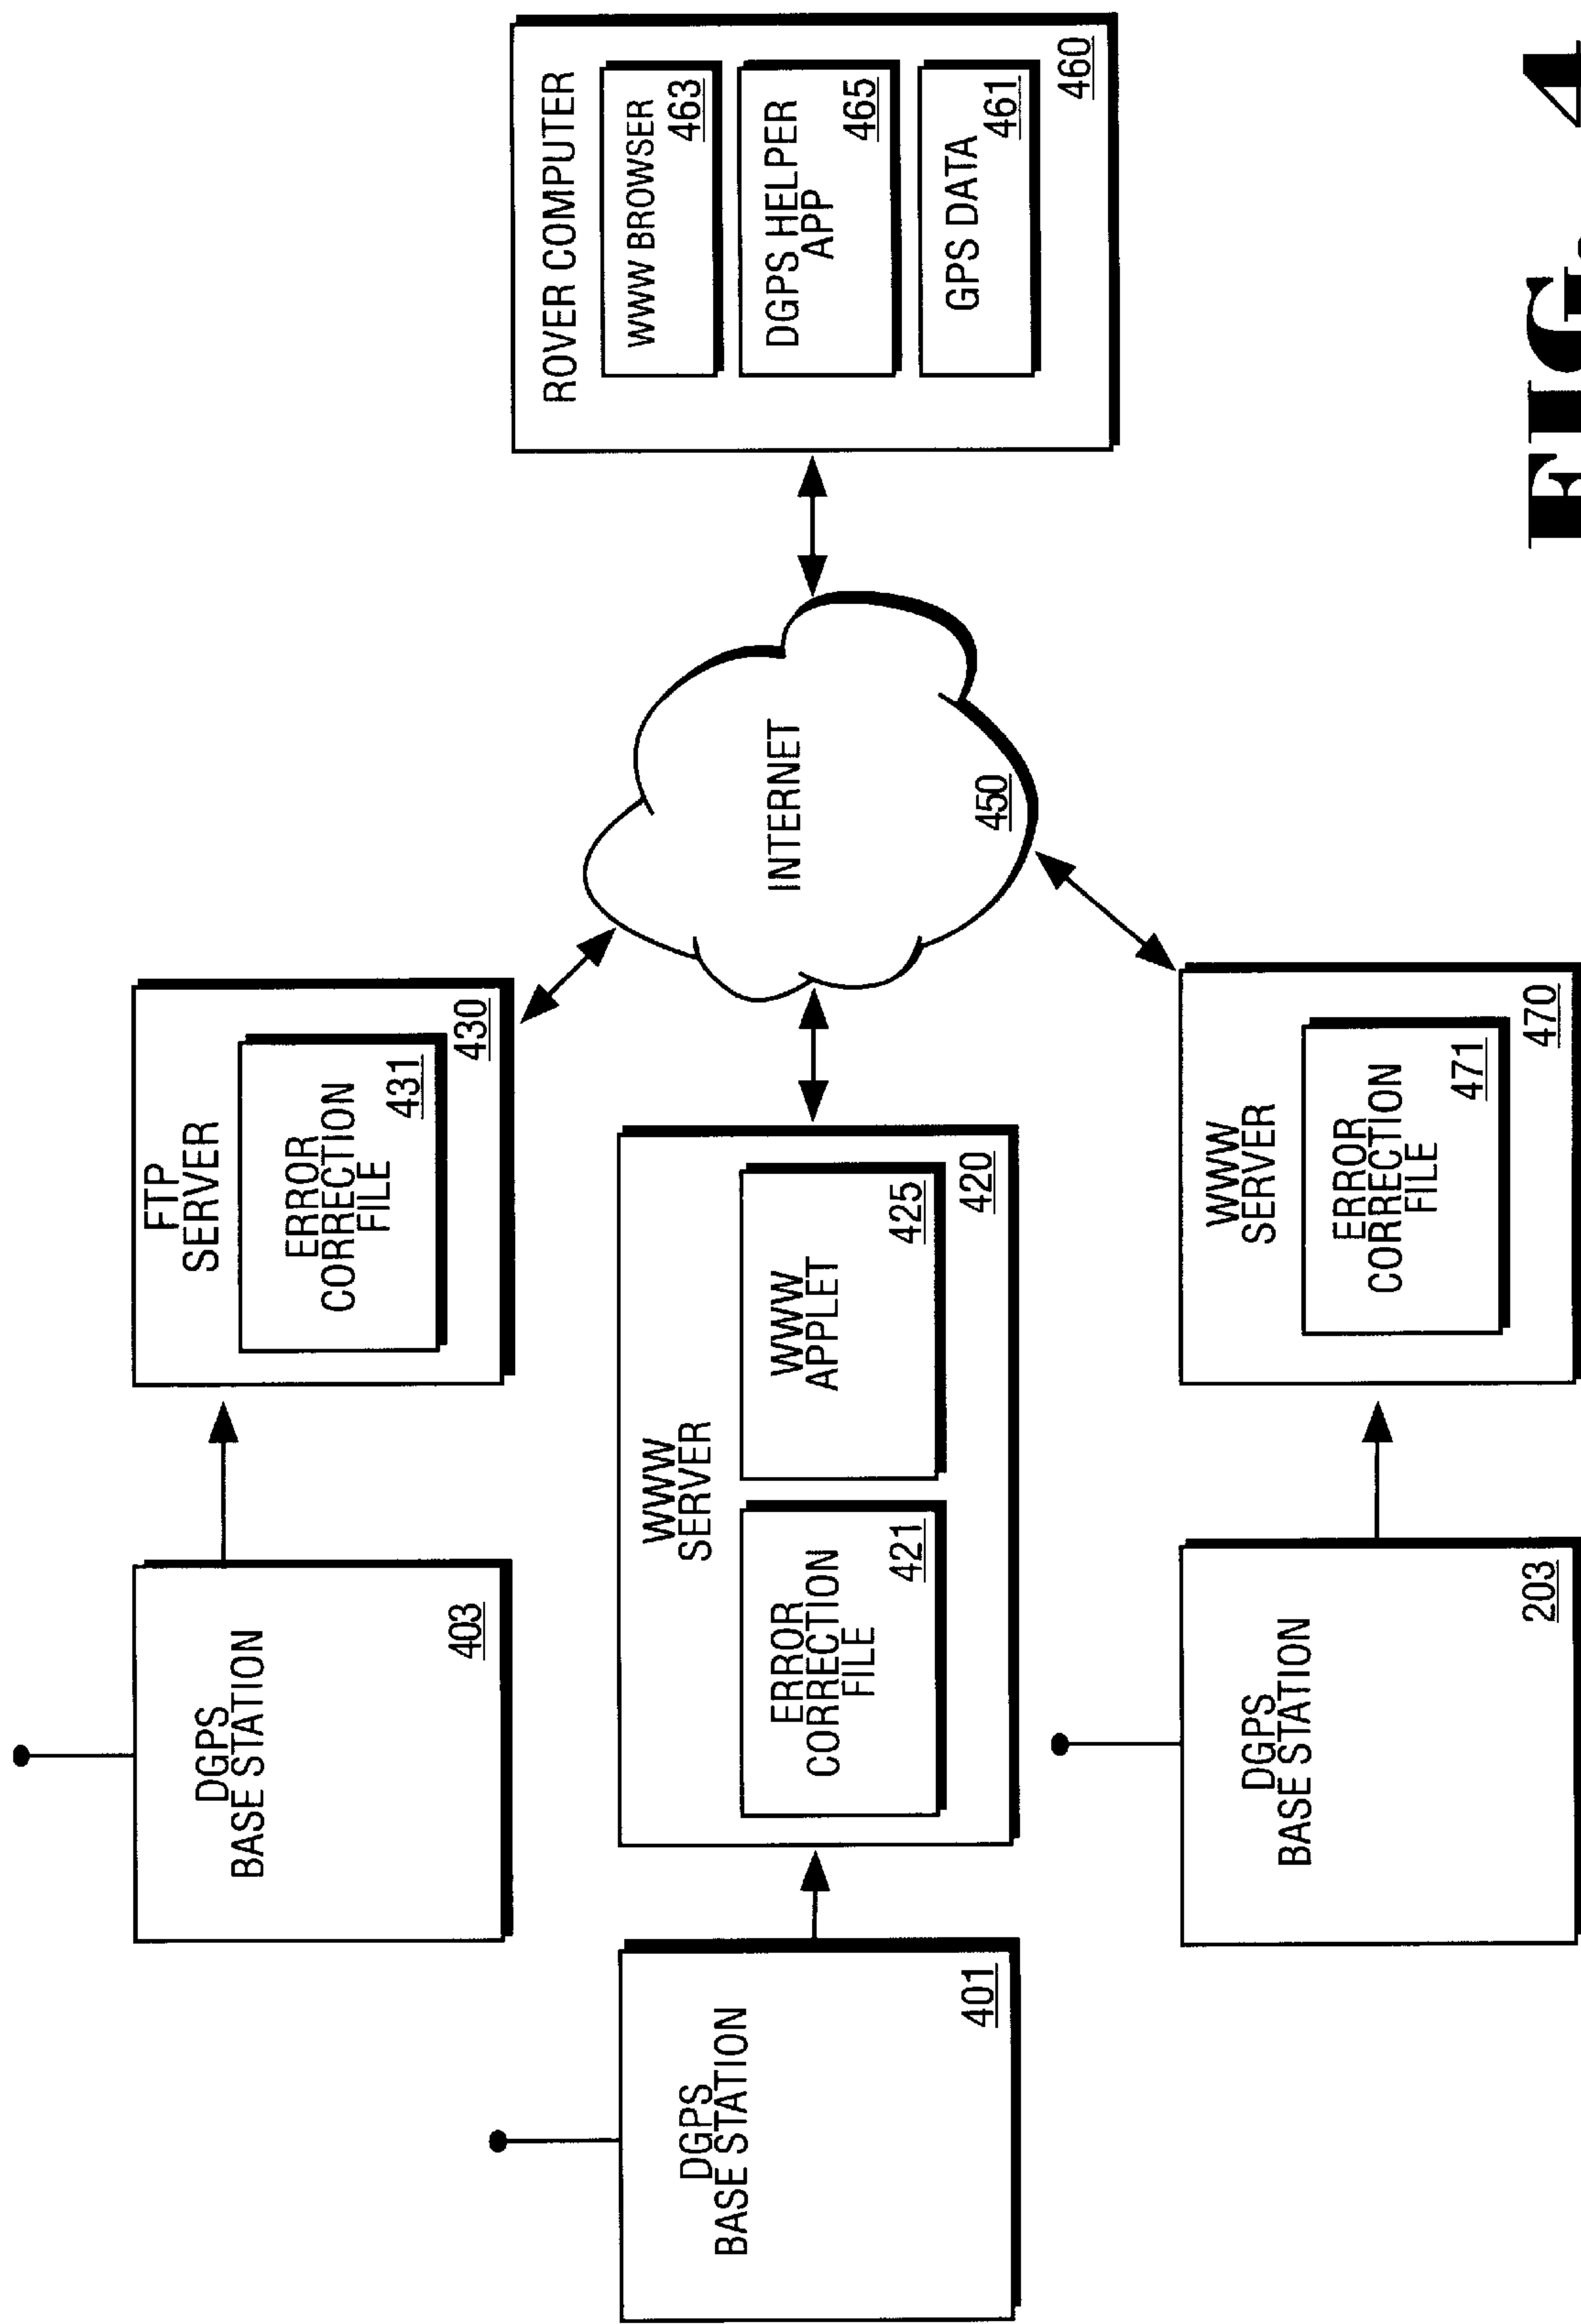 DGPS
BASE STATION
403
FTP
SERVER
ERROR
CORRECTION
FILE
431
430
DGPS
BASE STATION
401
WWW
SERVER
ERROR
CORRECTION
FILE
421
WWW
APPLET
425
420
DGPS
BASE STATION
203
WWW
SERVER
ERROR
CORRECTION
FILE
471
470
INTERNET
450
ROVER COMPUTER
WWW BROWSER
463
DGPS HELPER
APP
465
GPS DATA
461
460
FIG. 4